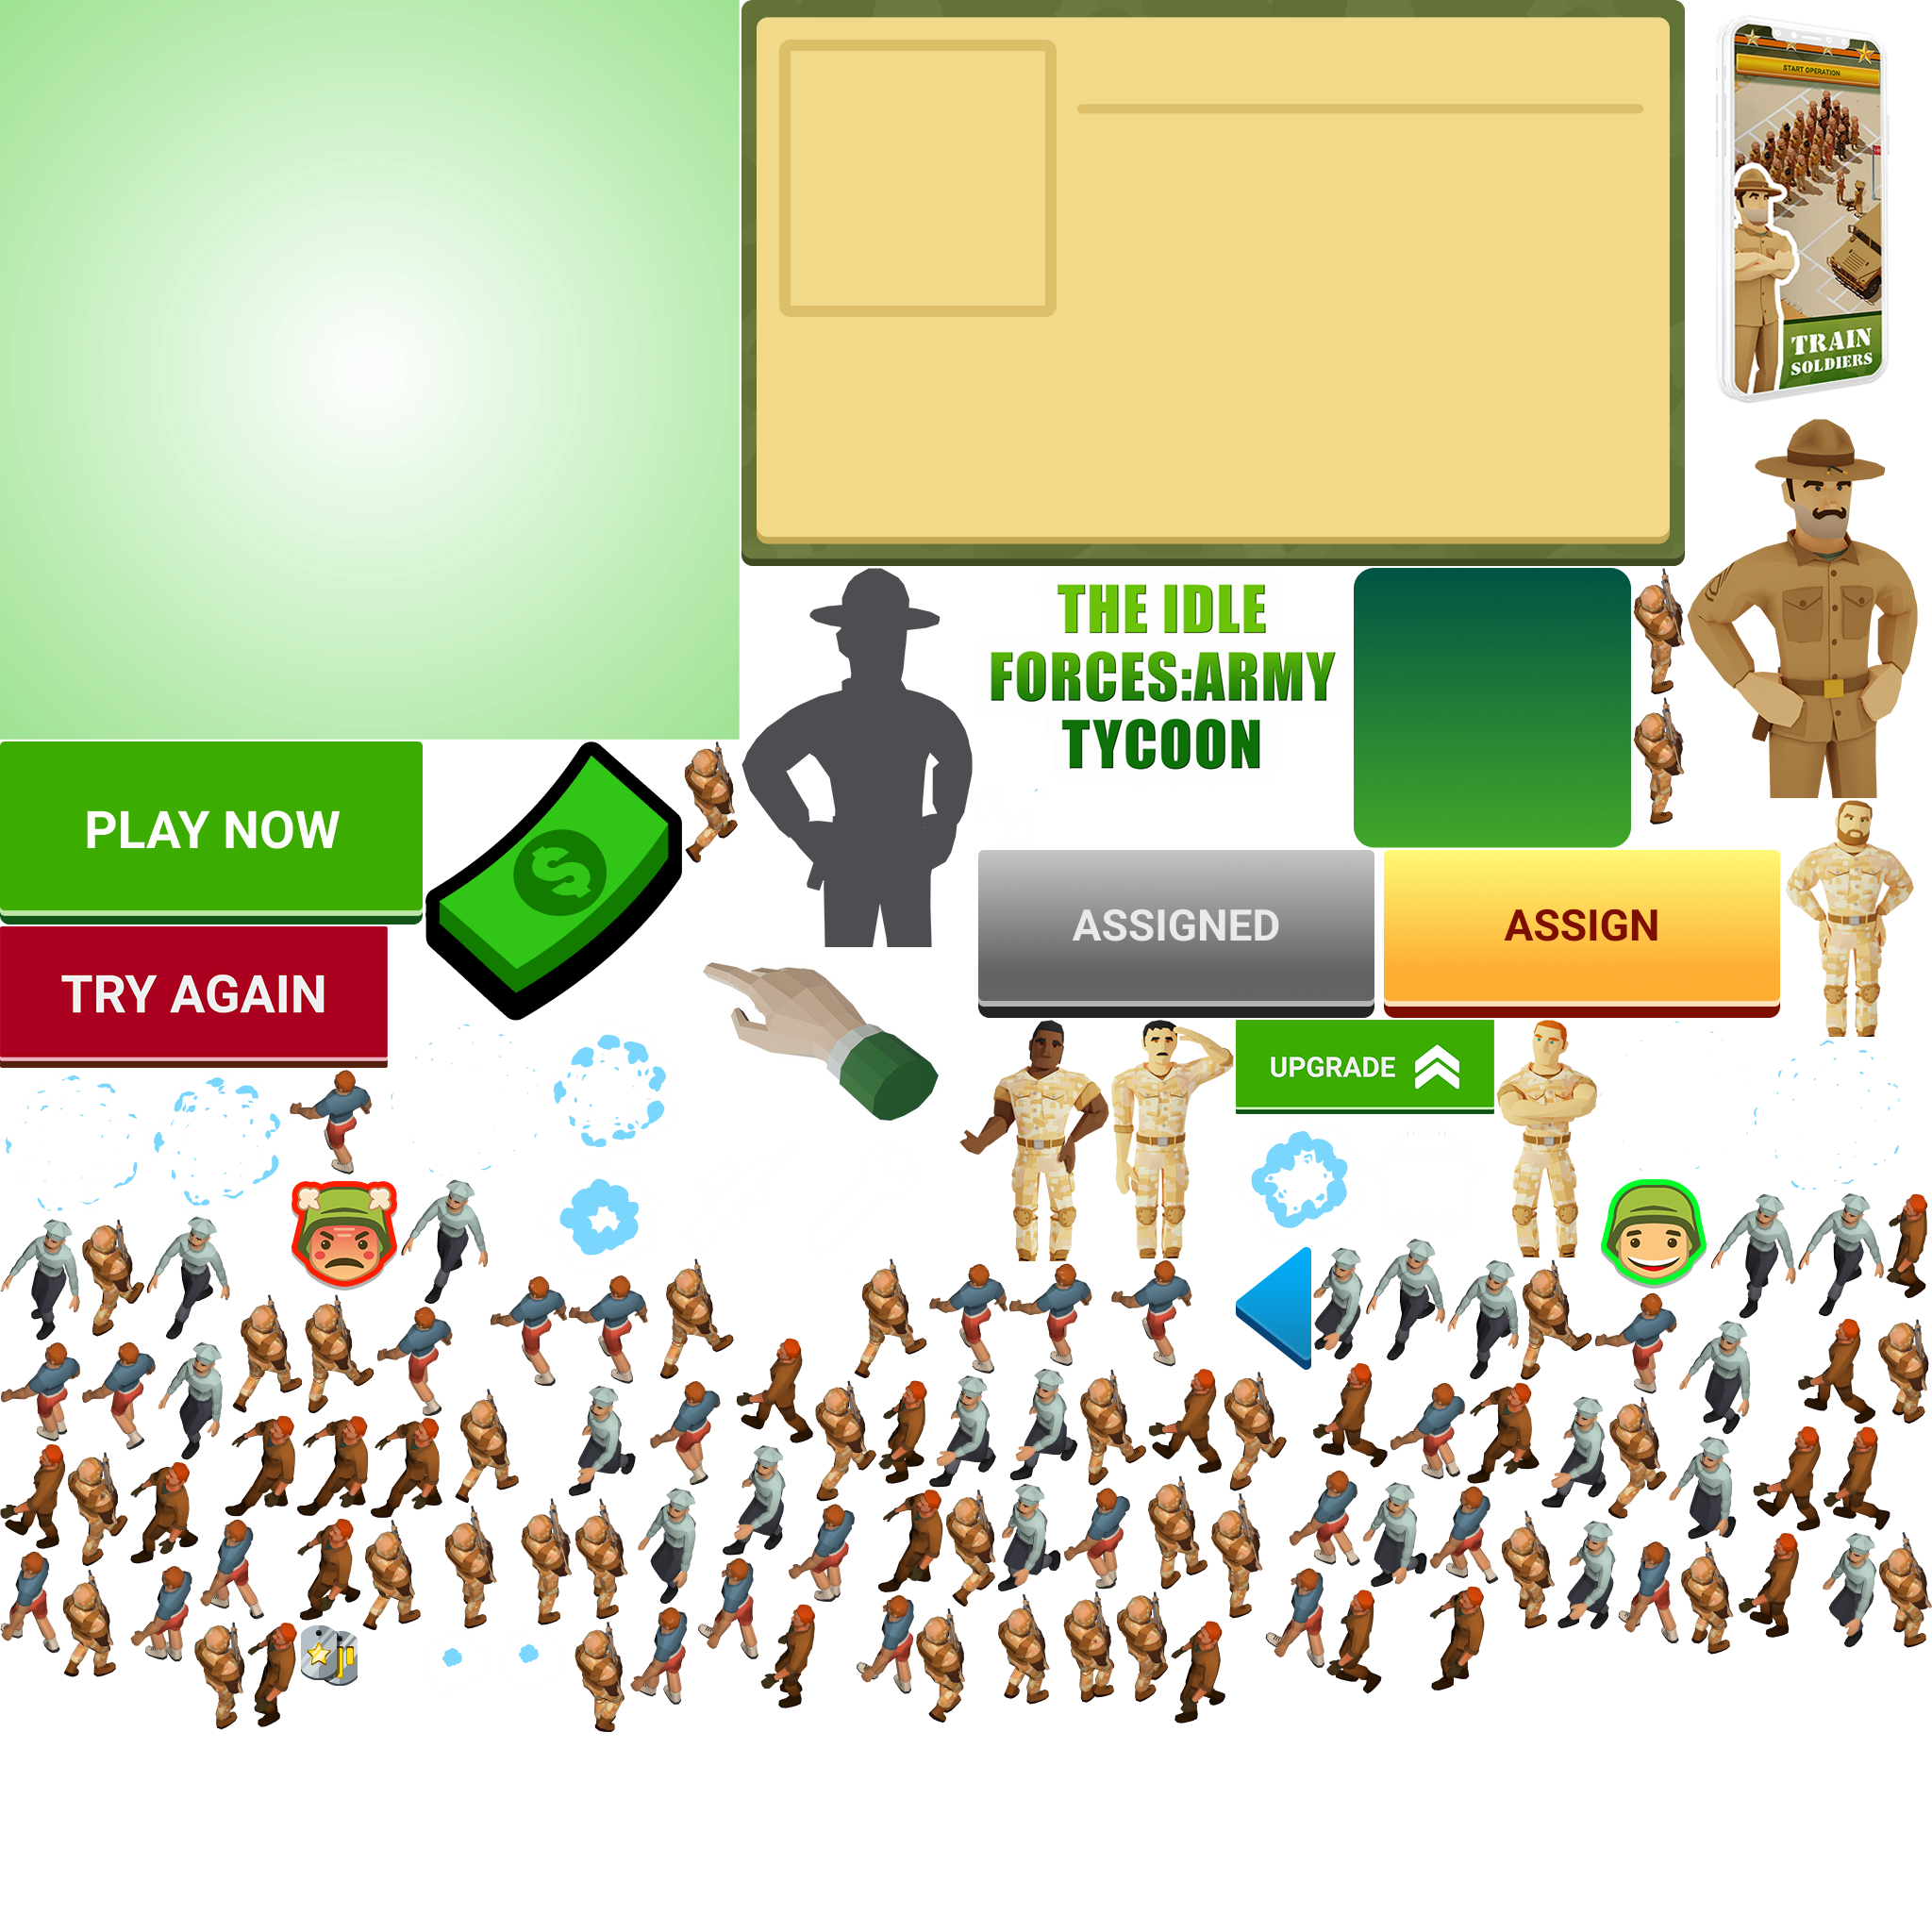 START OPERATION
TRAIN
SOLDIERS
THE IDLE
FORCES:ARMY
TYCOON
PLAY NOW
ASSIGNED
ASSIGN
TRY AGAIN
UPGRADE